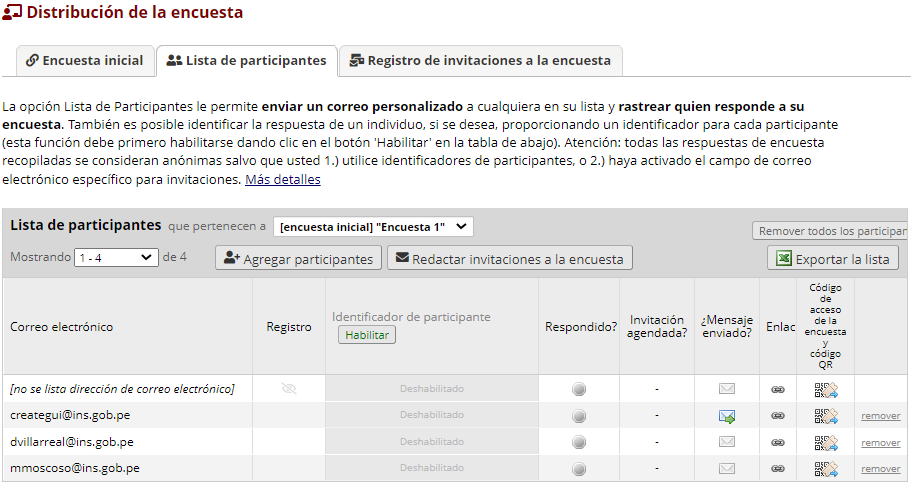 Distribución de la encuesta
Encuesta inicial
Lista de participantes
Registro de invitaciones a la encuesta
La opción Lista de Participantes le permite enviar un correo personalizado a cualquiera en su lista y rastrear quien responde a su
encuesta. También es posible identificar la respuesta de un individuo, si se desea, proporcionando un identificador para cada participante
(esta función debe primero habilitarse dando clic en el botón 'Habilitar' en la tabla de abajo). Atención: todas las respuestas de encuesta
recopiladas se consideran anónimas salvo que usted 1.) utilice identificadores de participantes, o 2.) haya activado el campo de correo
electrónico específico para invitaciones. Más detalles
Lista de participantes que pertenecen a [encuesta inicial] "Encuesta 1"
Remover todos los participan
Mostrando 1 - 4 de 4
Agregar participantes
Redactar invitaciones a la encuesta
Exportar la lista
Correo electrónico
Registro
Identificador de participante
Habilitar
Respondido?
Invitación
agendada?
¿Mensaje
enviado?
Enlac
Código
de
acceso
de la
encuesta
y
código
QR
[no se lista dirección de correo electrónico] Deshabilitado -
creategui@ins.gob.pe Deshabilitado - remover
dvillarreal@ins.gob.pe Deshabilitado - remover
mmoscoso@ins.gob.pe Deshabilitado - remover